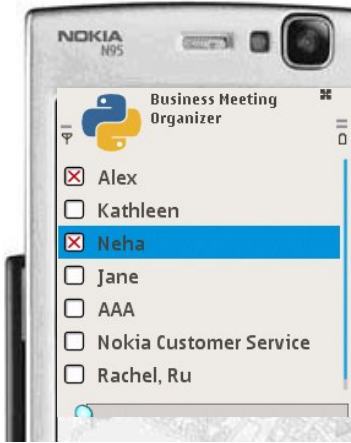 NOKIA
N95
Business Meeting
Organizer
Alex
Kathleen
Neha
Jane
AAA
Nokia Customer Service
Rachel, Ru